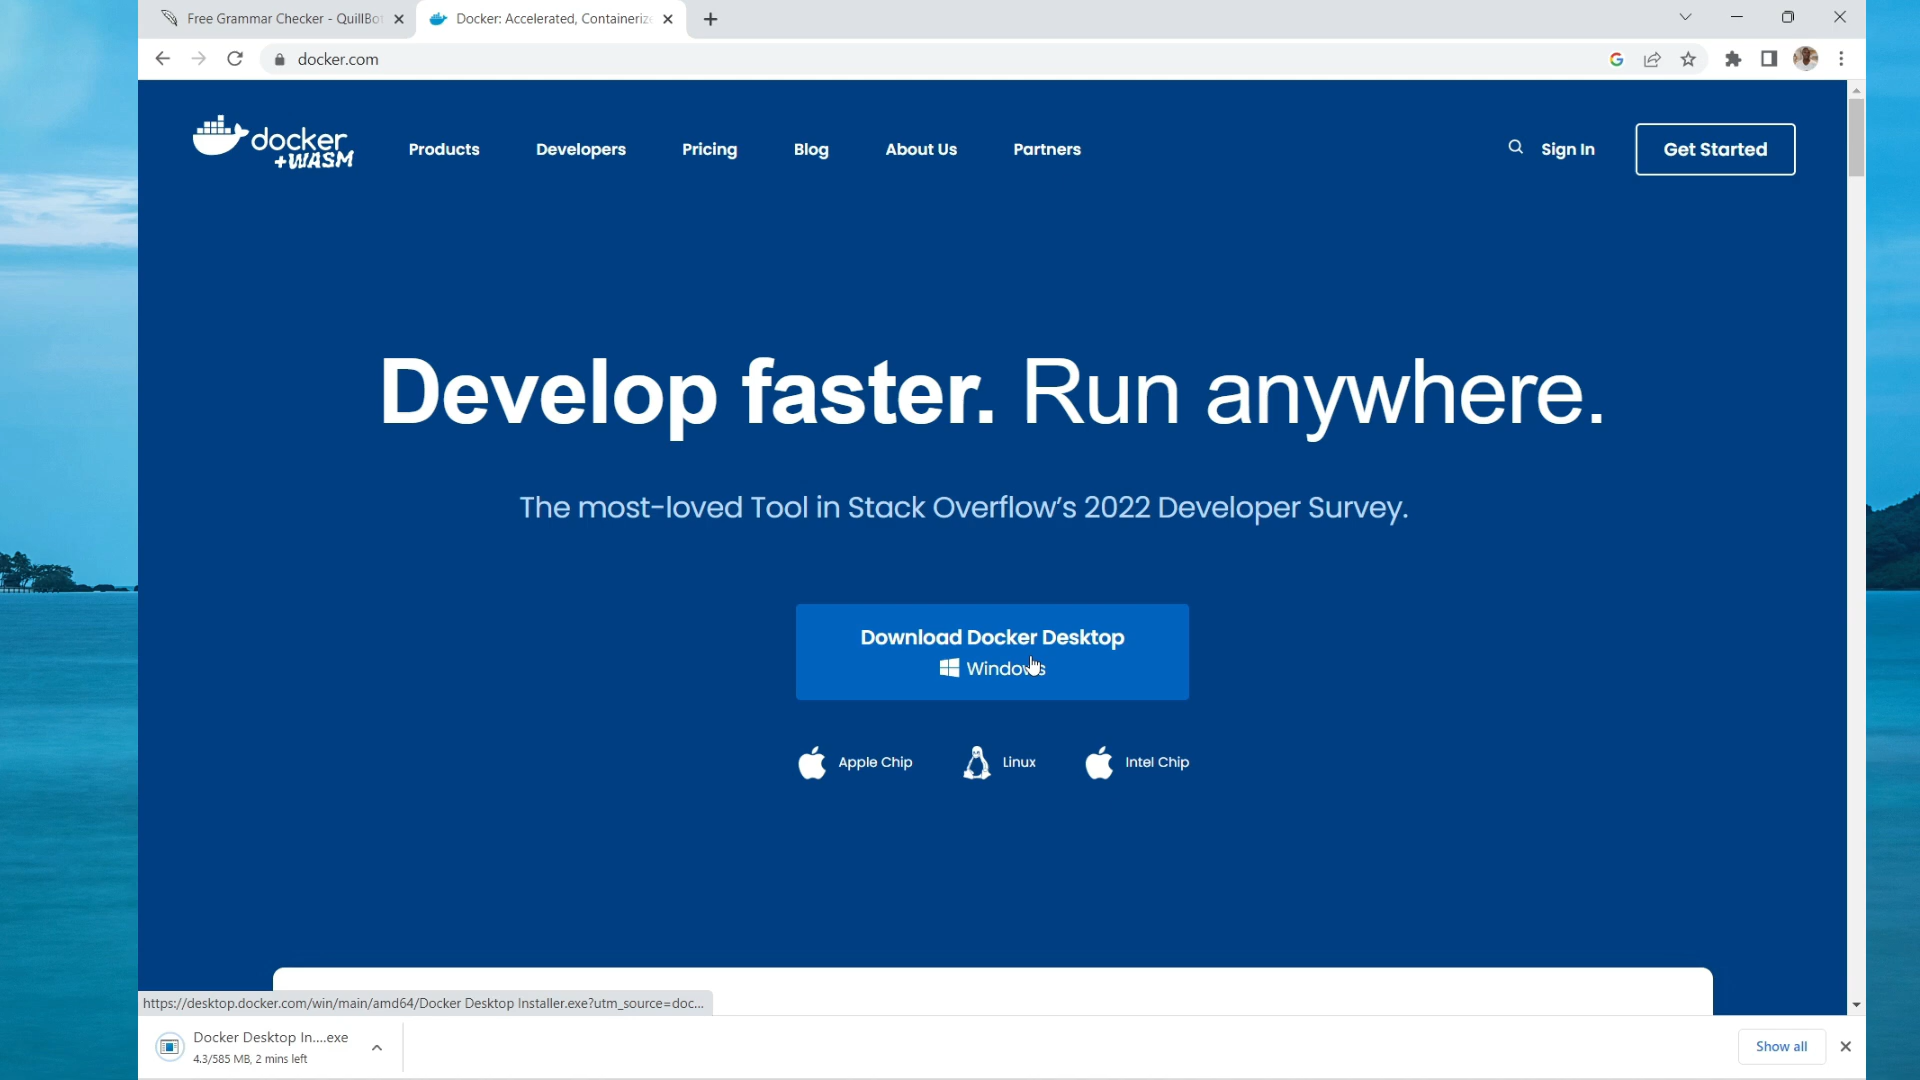 Free Grammar Checker - QuillBo
Docker: Accelerated, Containeriz
docker.com
docker
+WASM
Products
Developers
Pricing
Blog
About Us
Partners
Sign In
Get Started
Develop faster. Run anywhere.
The most-loved Tool in Stack Overflow's 2022 Developer Survey.
Download Docker Desktop
Windows
Apple Chip
Linux
Intel Chip
https://desktop.docker.com/win/main/amd64/Docker Desktop Installer.exe?utm_source=doc...
Docker Desktop In....exe
4.3/585 MB, 2 mins left
Show all